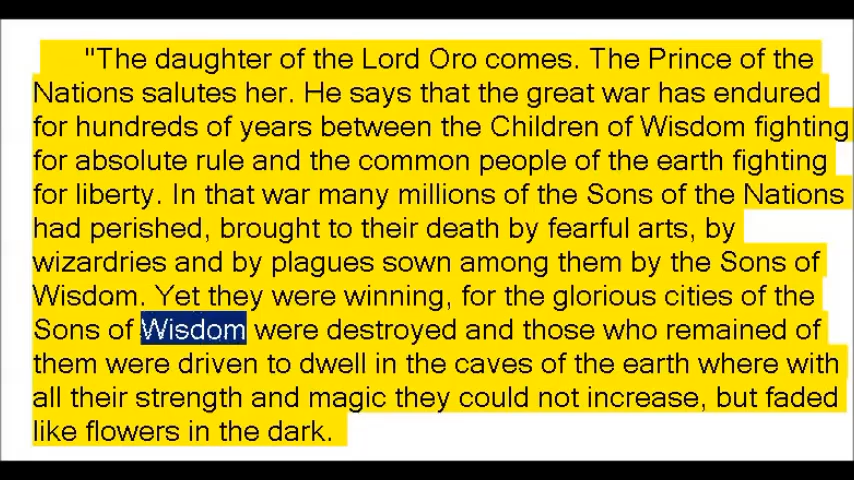 "The daughter of the Lord Oro comes. The Prince of the
Nations salutes her. He says that the great war has endured
for hundreds of years between the Children of Wisdom fighting
for absolute rule and the common people of the earth fighting
for liberty. In that war many millions of the Sons of the Nations
had perished, brought to their death by fearful arts, by
wizardries and by plagues sown among them by the Sons of
Wisdom. Yet they were winning, for the glorious cities of the
Sons of Wisdom were destroyed and those who remained of
them were driven to dwell in the caves of the earth where with
all their strength and magic they could not increase, but faded
like flowers in the dark.